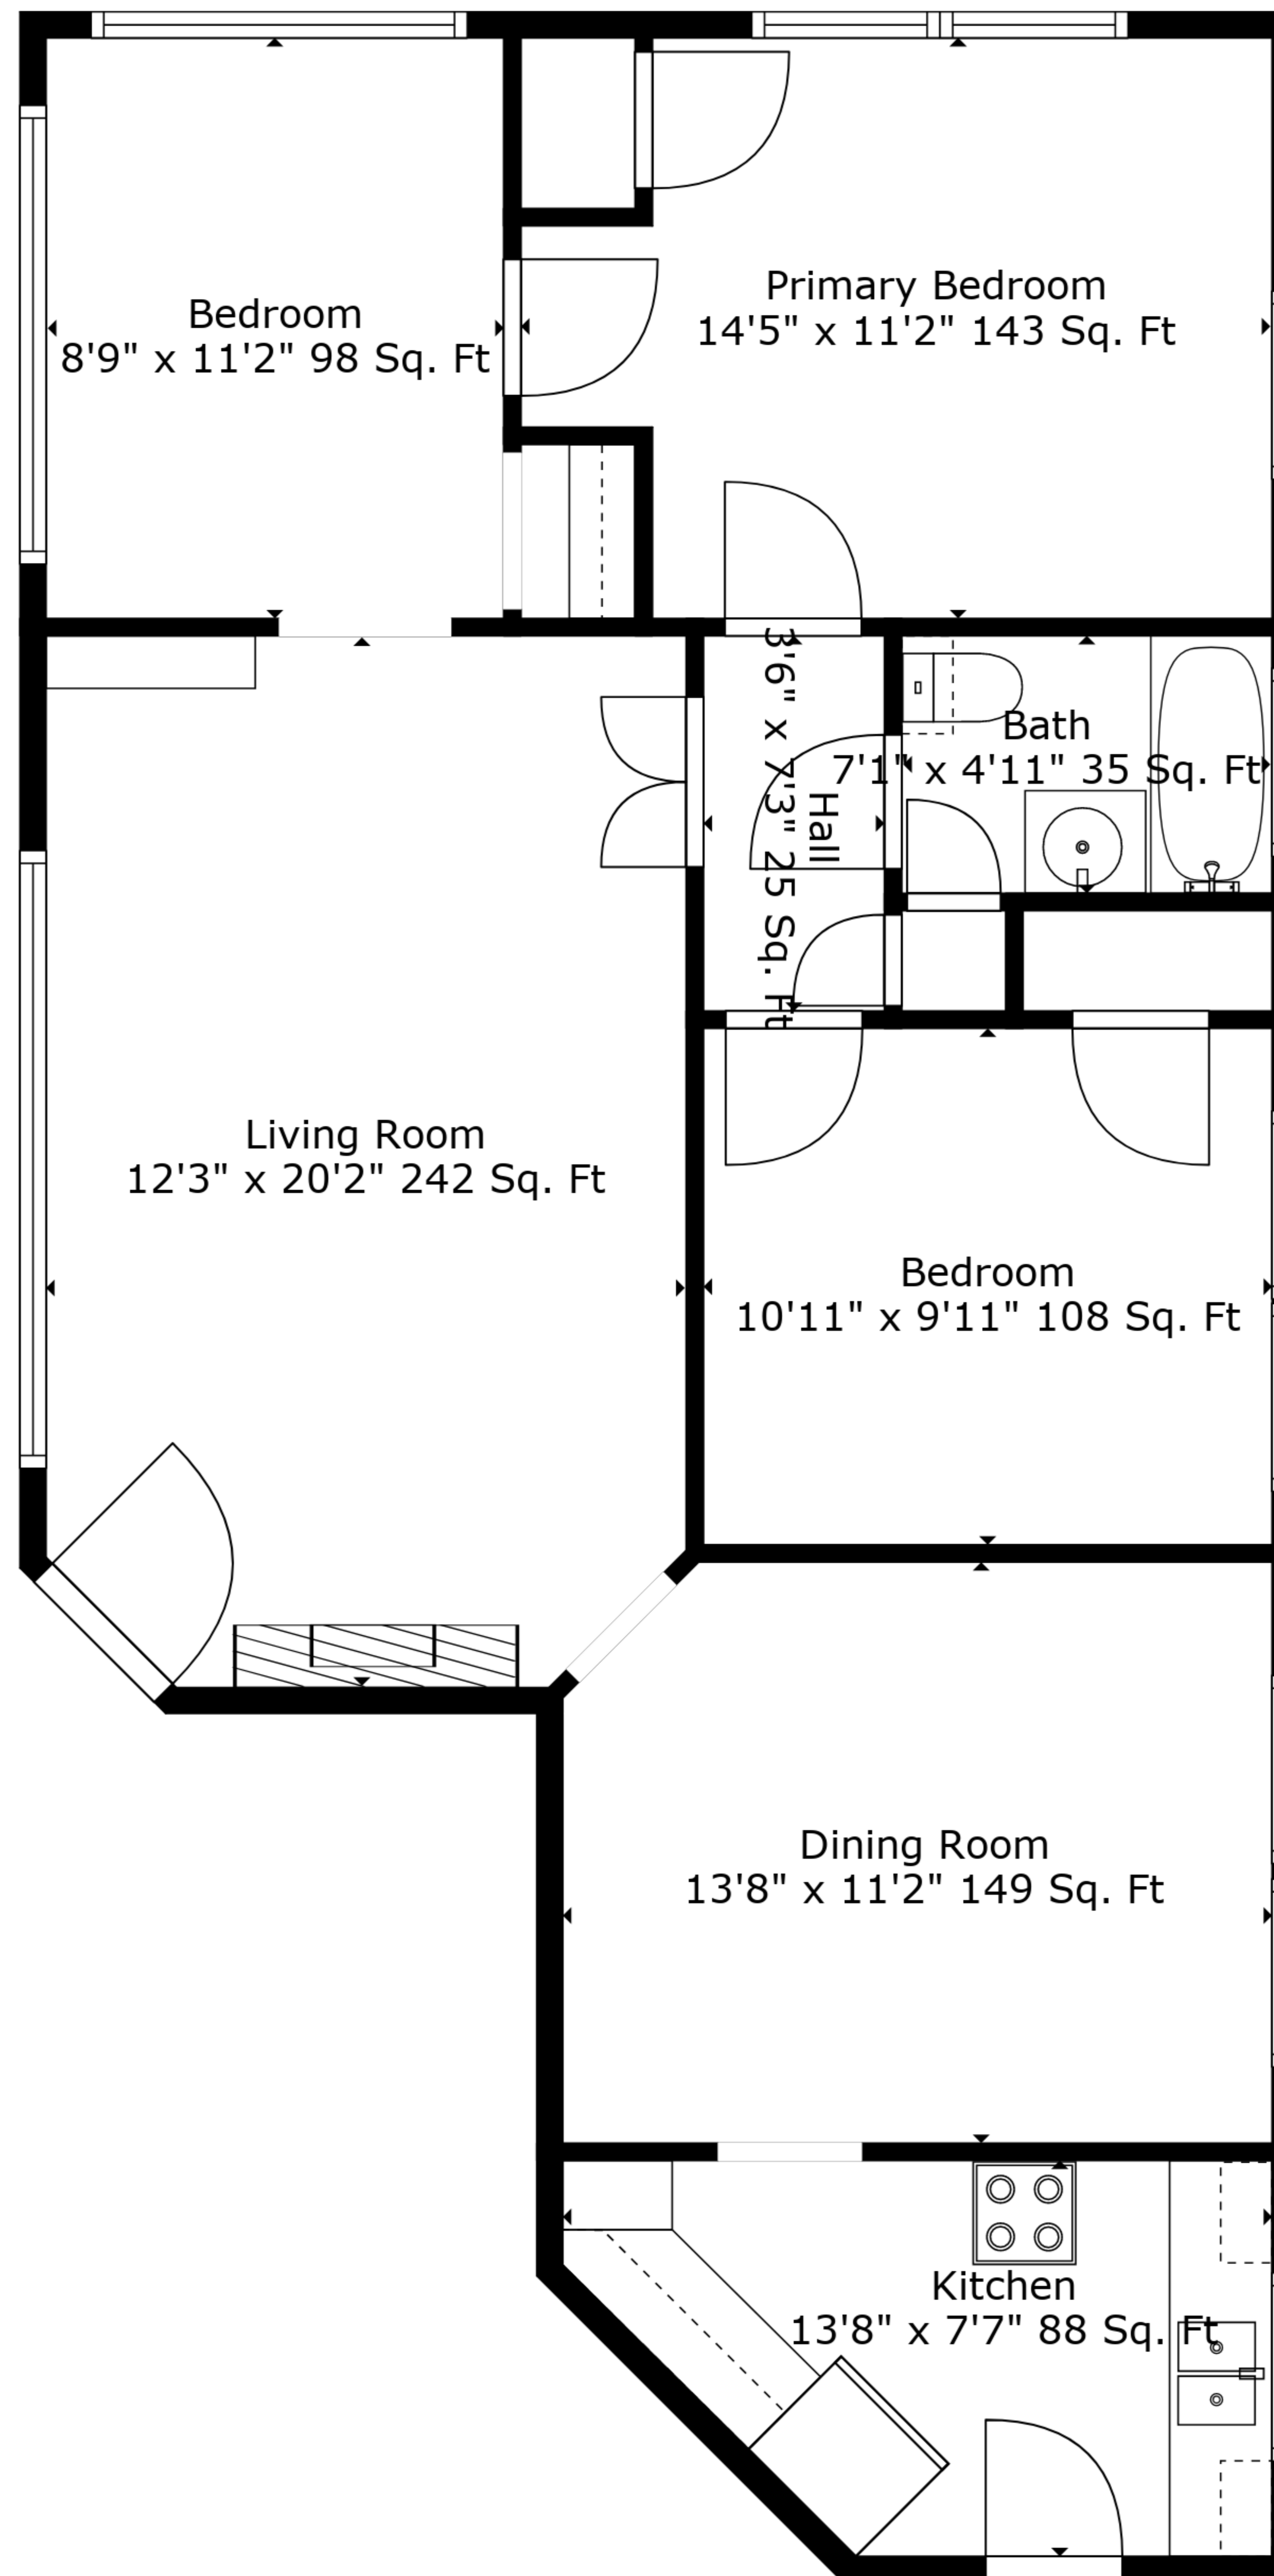 Primary Bedroom
14'5" x 11'2" 143 Sq. Ft
Bedroom
8'9" x 11'2" 98 Sq. Ft
Bath
7'1" x 4'11" 35 Sq. Ft
Hall
3'6" x 7'3" 25 Sq. Ft
Living Room
12'3" x 20'2" 242 Sq. Ft
Bedroom
10'11" x 9'11" 108 Sq. Ft
Dining Room
13'8" x 11'2" 149 Sq. Ft
Kitchen
13'8" x 7'7" 88 Sq. Ft